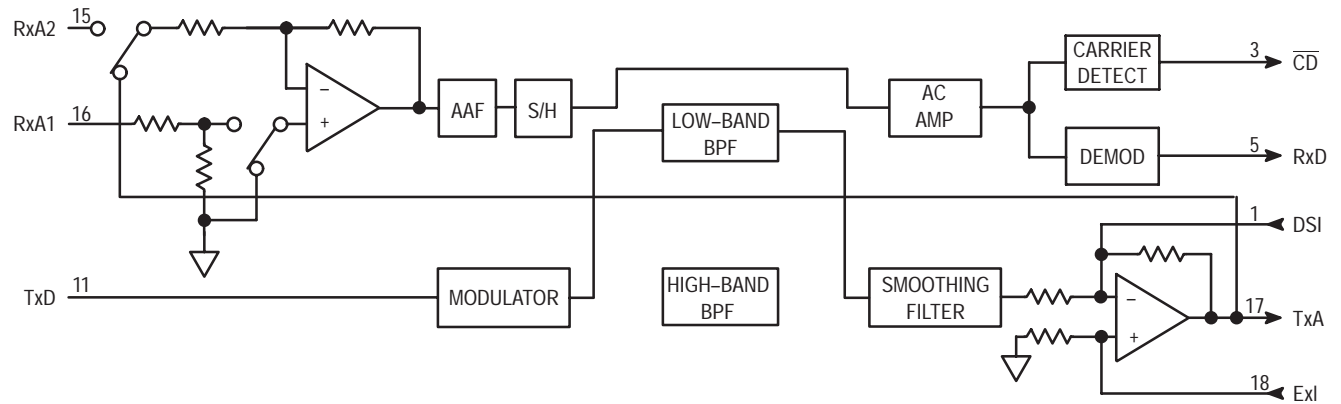 RxA2 15
RxA1 16
TxD 11
−
+
AAF
S/H
LOW–BAND
BPF
AC
AMP
CARRIER
DETECT
3 C̅D̅
DEMOD
5 RxD
1 DSI
MODULATOR
HIGH–BAND
BPF
SMOOTHING
FILTER
−
+
17 TxA
18 ExI